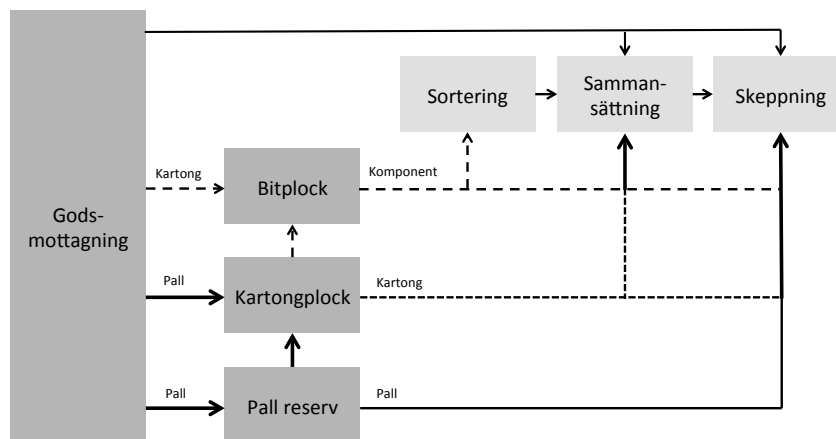 Sortering
Samman-
sättning
Skeppning
Kartong
Bitplock
Komponent
Gods-
mottagning
Pall
Kartongplock
Kartong
Pall
Pall reserv
Pall